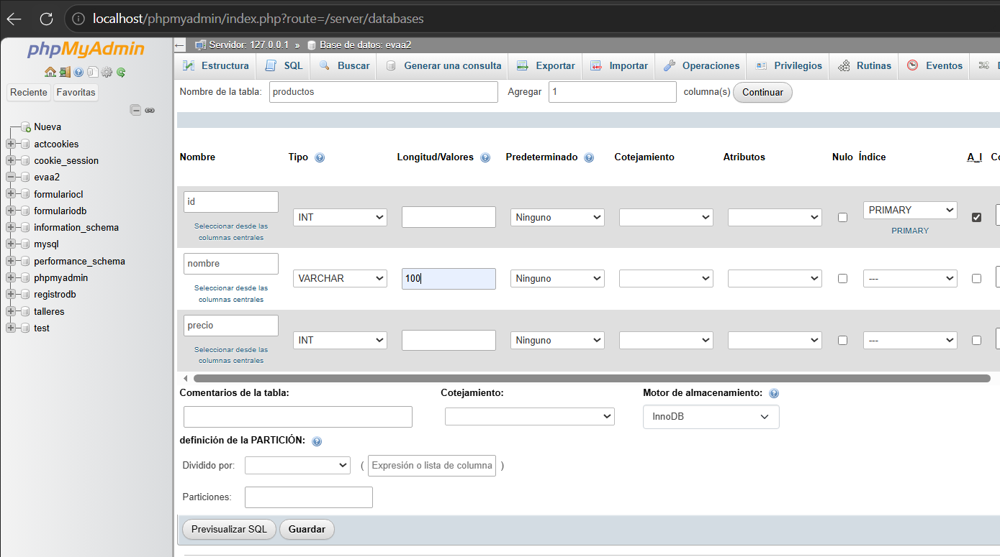 localhost/phpmyadmin/index.php?route=/server/databases
phpMyAdmin
Reciente Favoritas
Nueva
actcookies
cookie_session
evaa2
formulariocl
formulariodb
information_schema
mysql
performance_schema
phpmyadmin
registrodb
talleres
test
← Servidor: 127.0.0.1 » Base de datos: evaa2
Estructura SQL Buscar Generar una consulta Exportar Importar Operaciones Privilegios Rutinas Eventos
Nombre de la tabla: productos Agregar 1 columna(s) Continuar
Nombre Tipo Longitud/Valores Predeterminado Cotejamiento Atributos Nulo Índice A_I Co
id INT Ninguno PRIMARY
Seleccionar desde las
columnas centrales
PRIMARY
nombre VARCHAR 100 Ninguno ---
Seleccionar desde las
columnas centrales
precio INT Ninguno ---
Seleccionar desde las
columnas centrales
Comentarios de la tabla: Cotejamiento: Motor de almacenamiento:
InnoDB
definición de la PARTICIÓN:
Dividido por: ( Expresión o lista de columna )
Particiones:
Previsualizar SQL Guardar